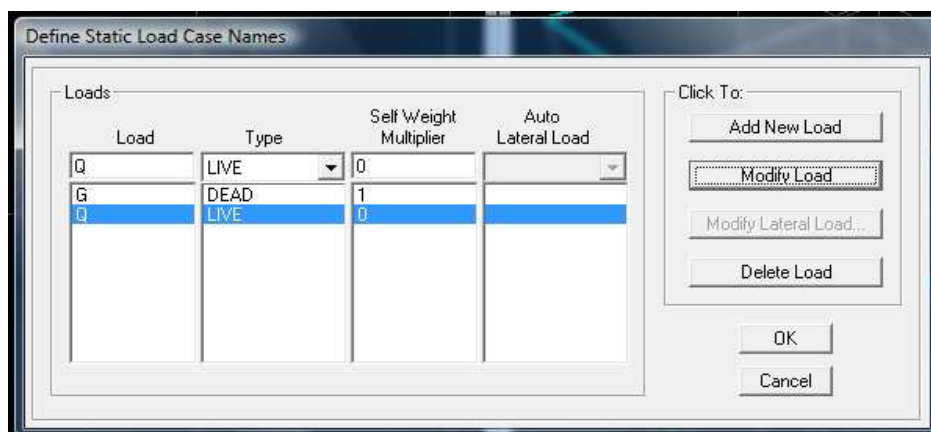 Define Static Load Case Names
Loads
Load Type Self Weight Multiplier Auto Lateral Load
Q LIVE 0
G DEAD 1
Q LIVE 0
Click To:
Add New Load
Modify Load
Modify Lateral Load...
Delete Load
OK
Cancel